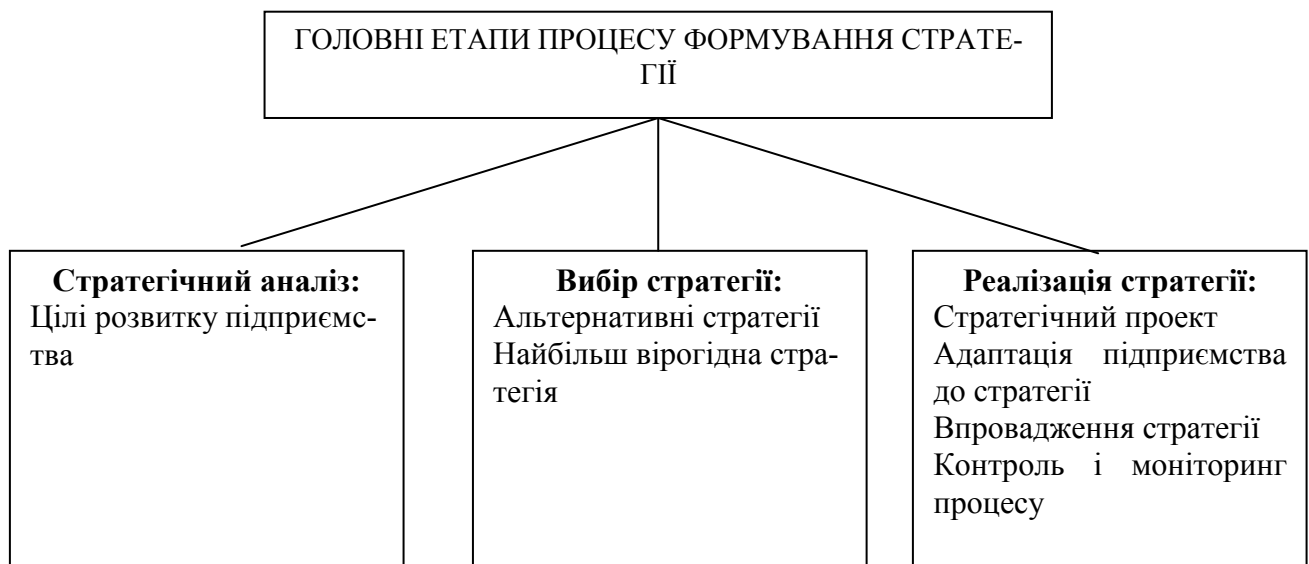 ГОЛОВНІ ЕТАПИ ПРОЦЕСУ ФОРМУВАННЯ СТРАТЕ-
ГІЇ
Стратегічний аналіз:
Цілі розвитку підприємс-
тва
Вибір стратегії:
Альтернативні стратегії
Найбільш вірогідна стра-
тегія
Реалізація стратегії:
Стратегічний проект
Адаптація підприємства
до стратегії
Впровадження стратегії
Контроль і моніторинг
процесу